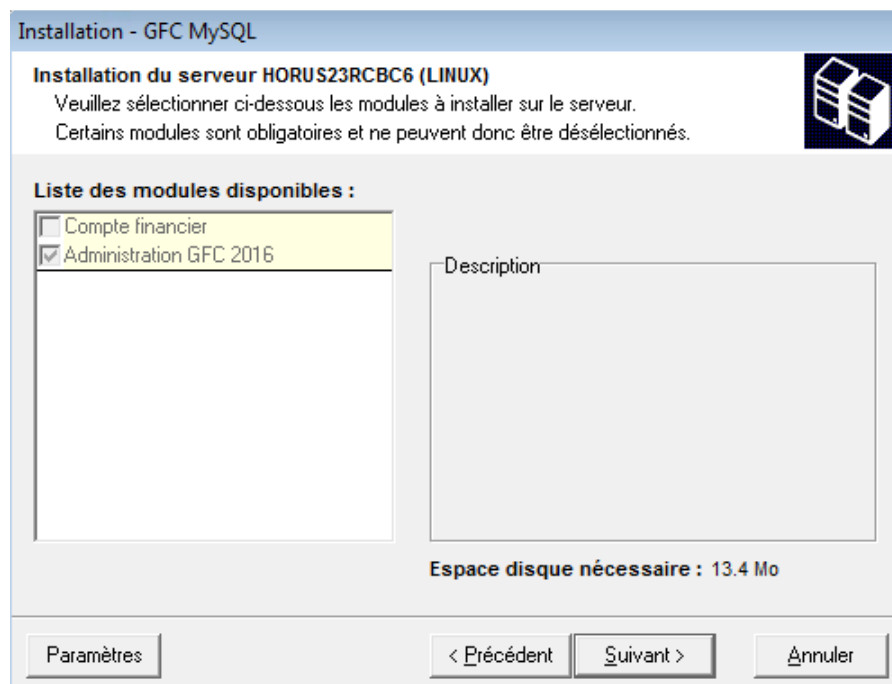 Installation - GFC MySQL
Installation du serveur HORUS23RCBC6 (LINUX)
Veuillez sélectionner ci-dessous les modules à installer sur le serveur.
Certains modules sont obligatoires et ne peuvent donc être désélectionnés.
Liste des modules disponibles :
Compte financier
Administration GFC 2016
Description
Espace disque nécessaire : 13.4 Mo
Paramètres
< Précédent
Suivant >
Annuler